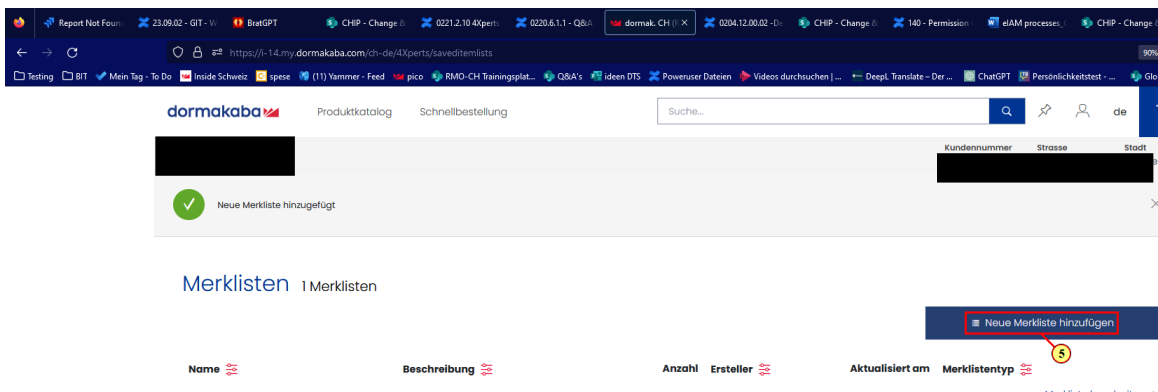 Report Not Foun
23.09.02 - GIT - W
BratGPT
CHIP - Change &
0221.2.10 4Xperts
0220.6.1.1 - Q&A
dormak. CH (P
0204.12.00.02 -De
CHIP - Change &
140 - Permission
eIAM processes_
CHIP - Change &
https://i-14.my.dormakaba.com/ch-de/4Xperts/saveditemlists
90%
Testing
BIT
Mein Tag - To Do
Inside Schweiz
spese
(11) Yammer - Feed
pico
RMO-CH Trainingsplat...
Q&A's
ideen DTS
Poweruser Dateien
Videos durchsuchen | ...
DeepL Translate – Der ...
ChatGPT
Persönlichkeitstest - ...
Glo
dormakaba
Produktkatalog
Schnellbestellung
Suche...
de
Kundennummer
Strasse
Stadt
Neue Merkliste hinzugefügt
Merklisten 1 Merklisten
Neue Merkliste hinzufügen
5
Name
Beschreibung
Anzahl
Ersteller
Aktualisiert am
Merklistentyp